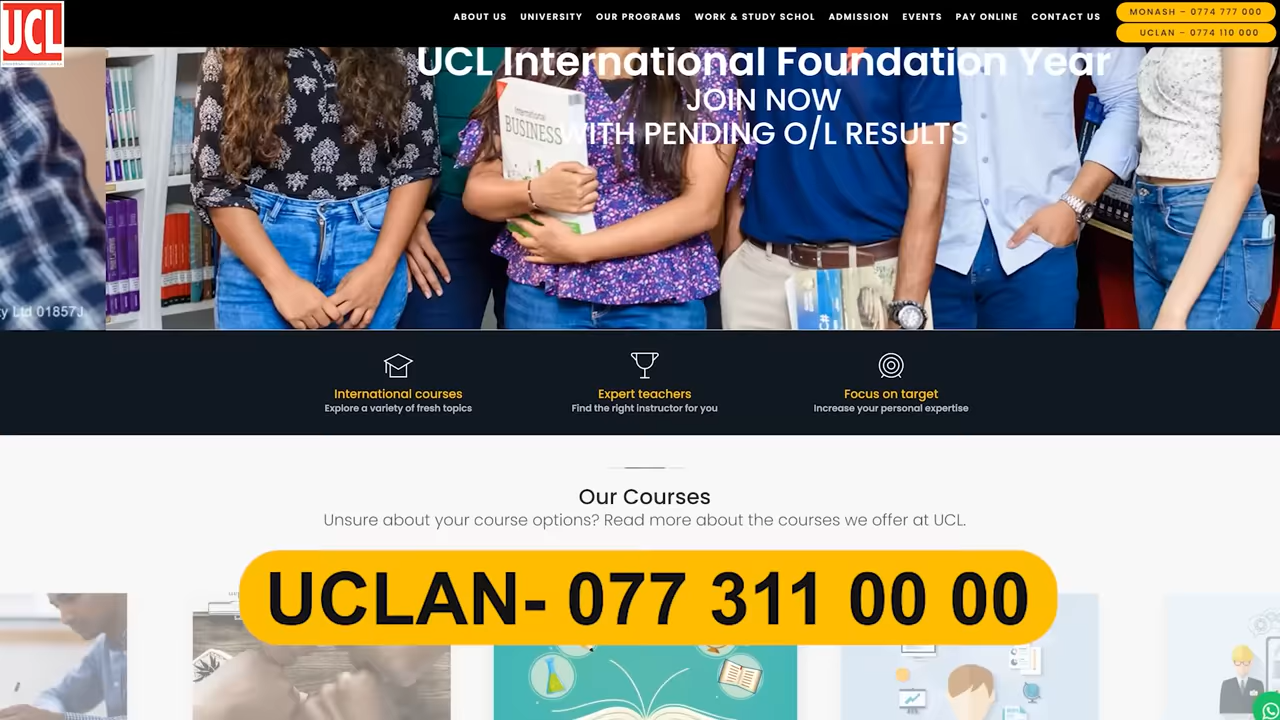 UCL
ABOUT US UNIVERSITY OUR PROGRAMS WORK & STUDY SCHOL ADMISSION EVENTS PAY ONLINE CONTACT US
MONASH – 0774 777 000
UCLAN – 0774 110 000
UCL International Foundation Year
JOIN NOW
WITH PENDING O/L RESULTS
International
BUSINESS
C#
ty Ltd 01857J
International courses
Explore a variety of fresh topics
Expert teachers
Find the right instructor for you
Focus on target
Increase your personal expertise
Our Courses
Unsure about your course options? Read more about the courses we offer at UCL.
UCLAN- 077 311 00 00